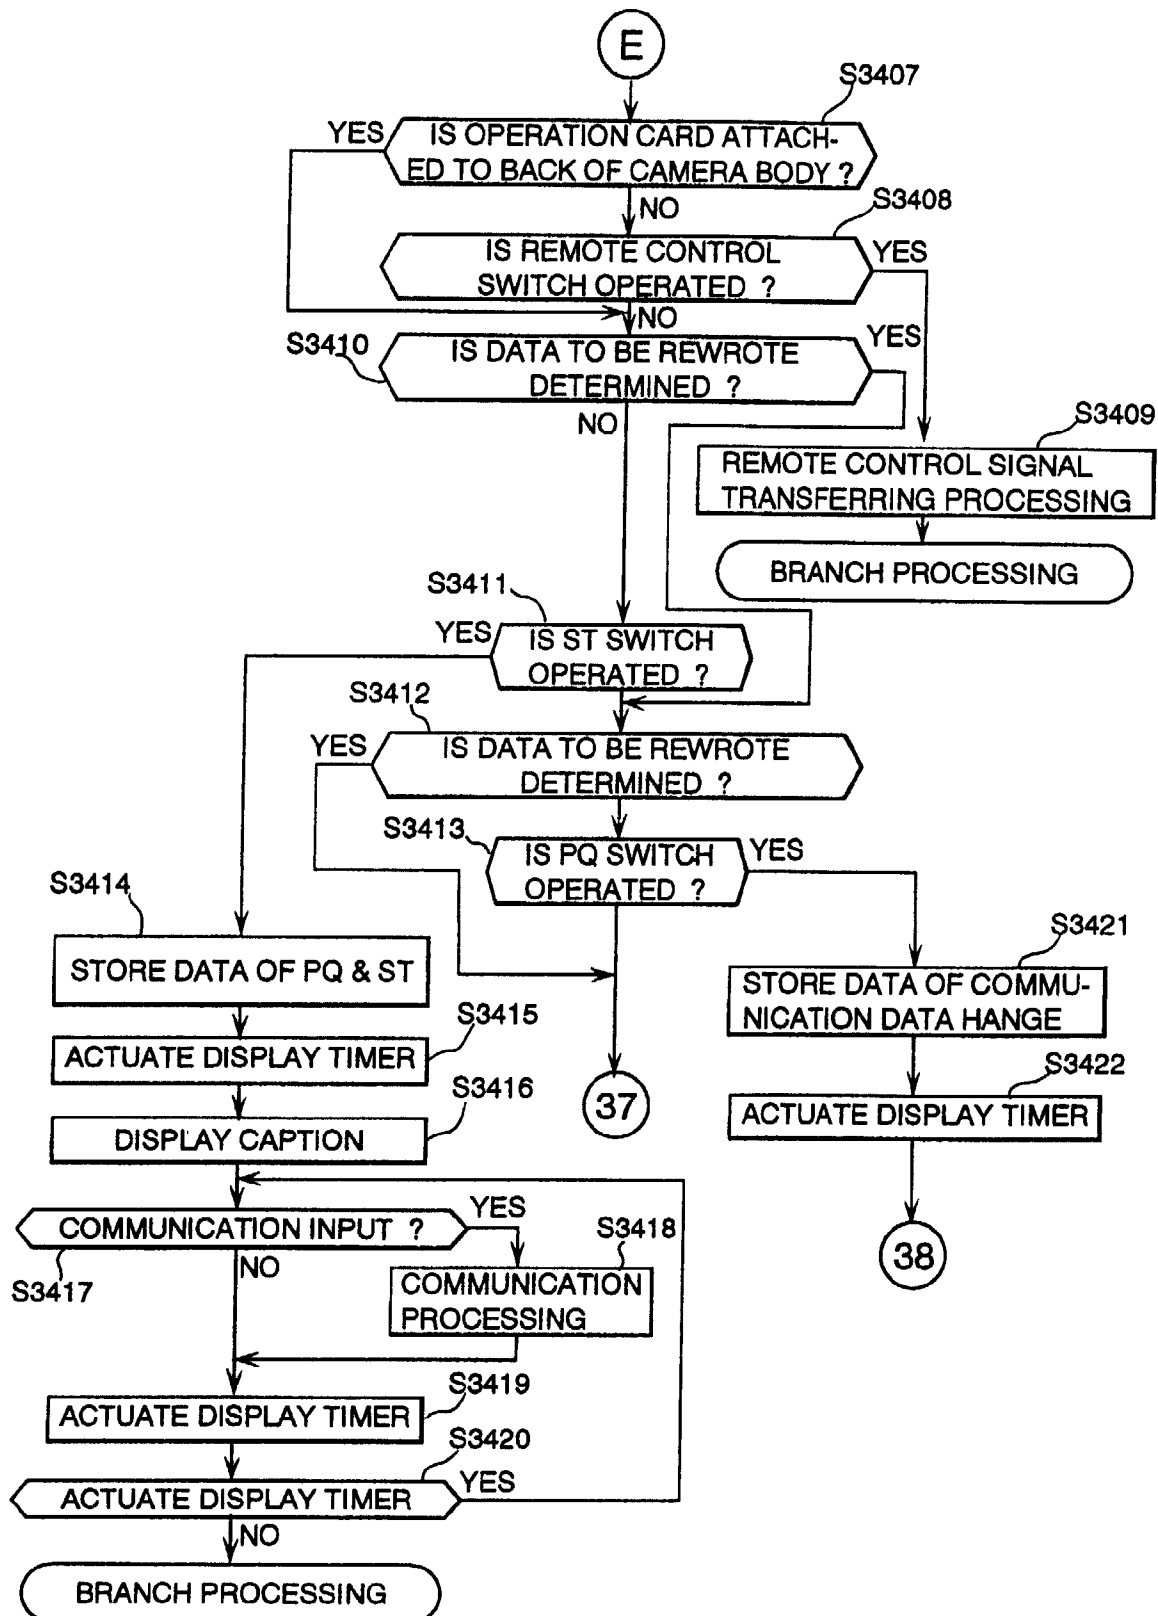 E
S3407
YES
IS OPERATION CARD ATTACH-
ED TO BACK OF CAMERA BODY ?
NO
S3408
IS REMOTE CONTROL
SWITCH OPERATED ?
YES
NO
S3410
IS DATA TO BE REWROTE
DETERMINED ?
YES
NO
S3409
REMOTE CONTROL SIGNAL
TRANSFERRING PROCESSING
BRANCH PROCESSING
S3411
YES
IS ST SWITCH
OPERATED ?
S3412
YES
IS DATA TO BE REWROTE
DETERMINED ?
S3413
IS PQ SWITCH
OPERATED ?
YES
S3414
STORE DATA OF PQ & ST
S3421
STORE DATA OF COMMU-
NICATION DATA HANGE
S3415
ACTUATE DISPLAY TIMER
S3422
ACTUATE DISPLAY TIMER
37
S3416
DISPLAY CAPTION
COMMUNICATION INPUT ?
YES
S3417
NO
S3418
COMMUNICATION
PROCESSING
38
S3419
ACTUATE DISPLAY TIMER
S3420
ACTUATE DISPLAY TIMER
YES
NO
BRANCH PROCESSING